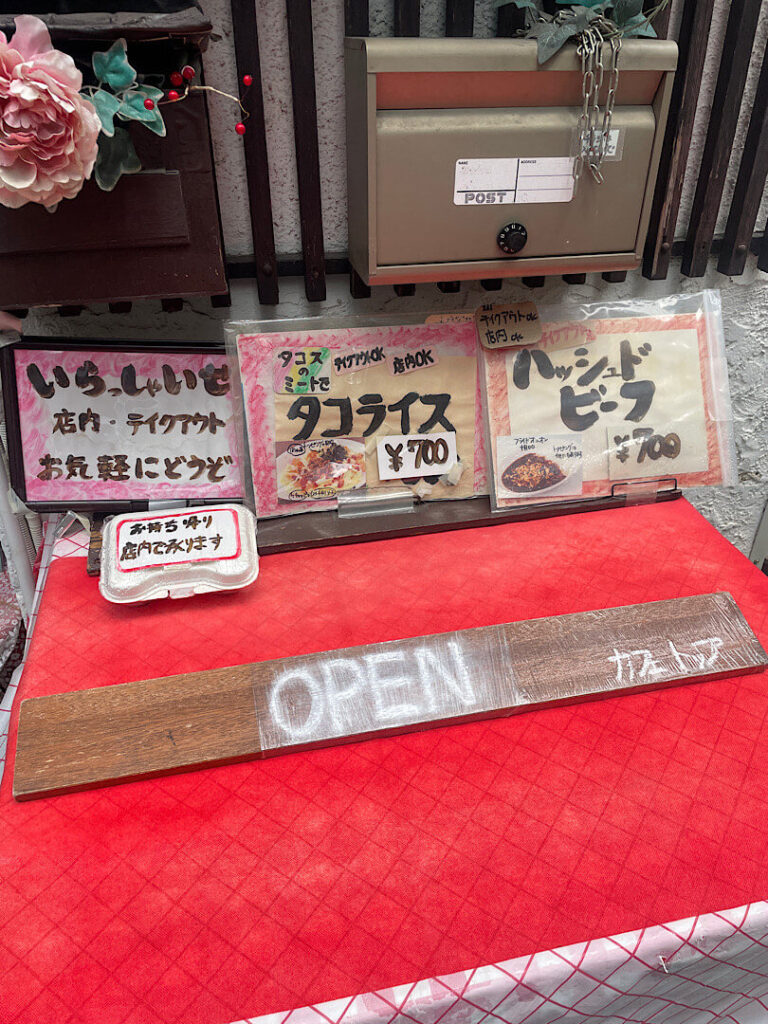 NAME
ADDRESS
POST
いらっしゃいせ
店内・テイクアウト
お気軽にどうぞ
タコス
の
ミートで
テイクアウトOK
店内OK
タコライス
¥700
テイクアウトOK
店内OK
ハッシュド
ビーフ
¥700
お持ち帰り
店内で承ります
OPEN
カフェトップ